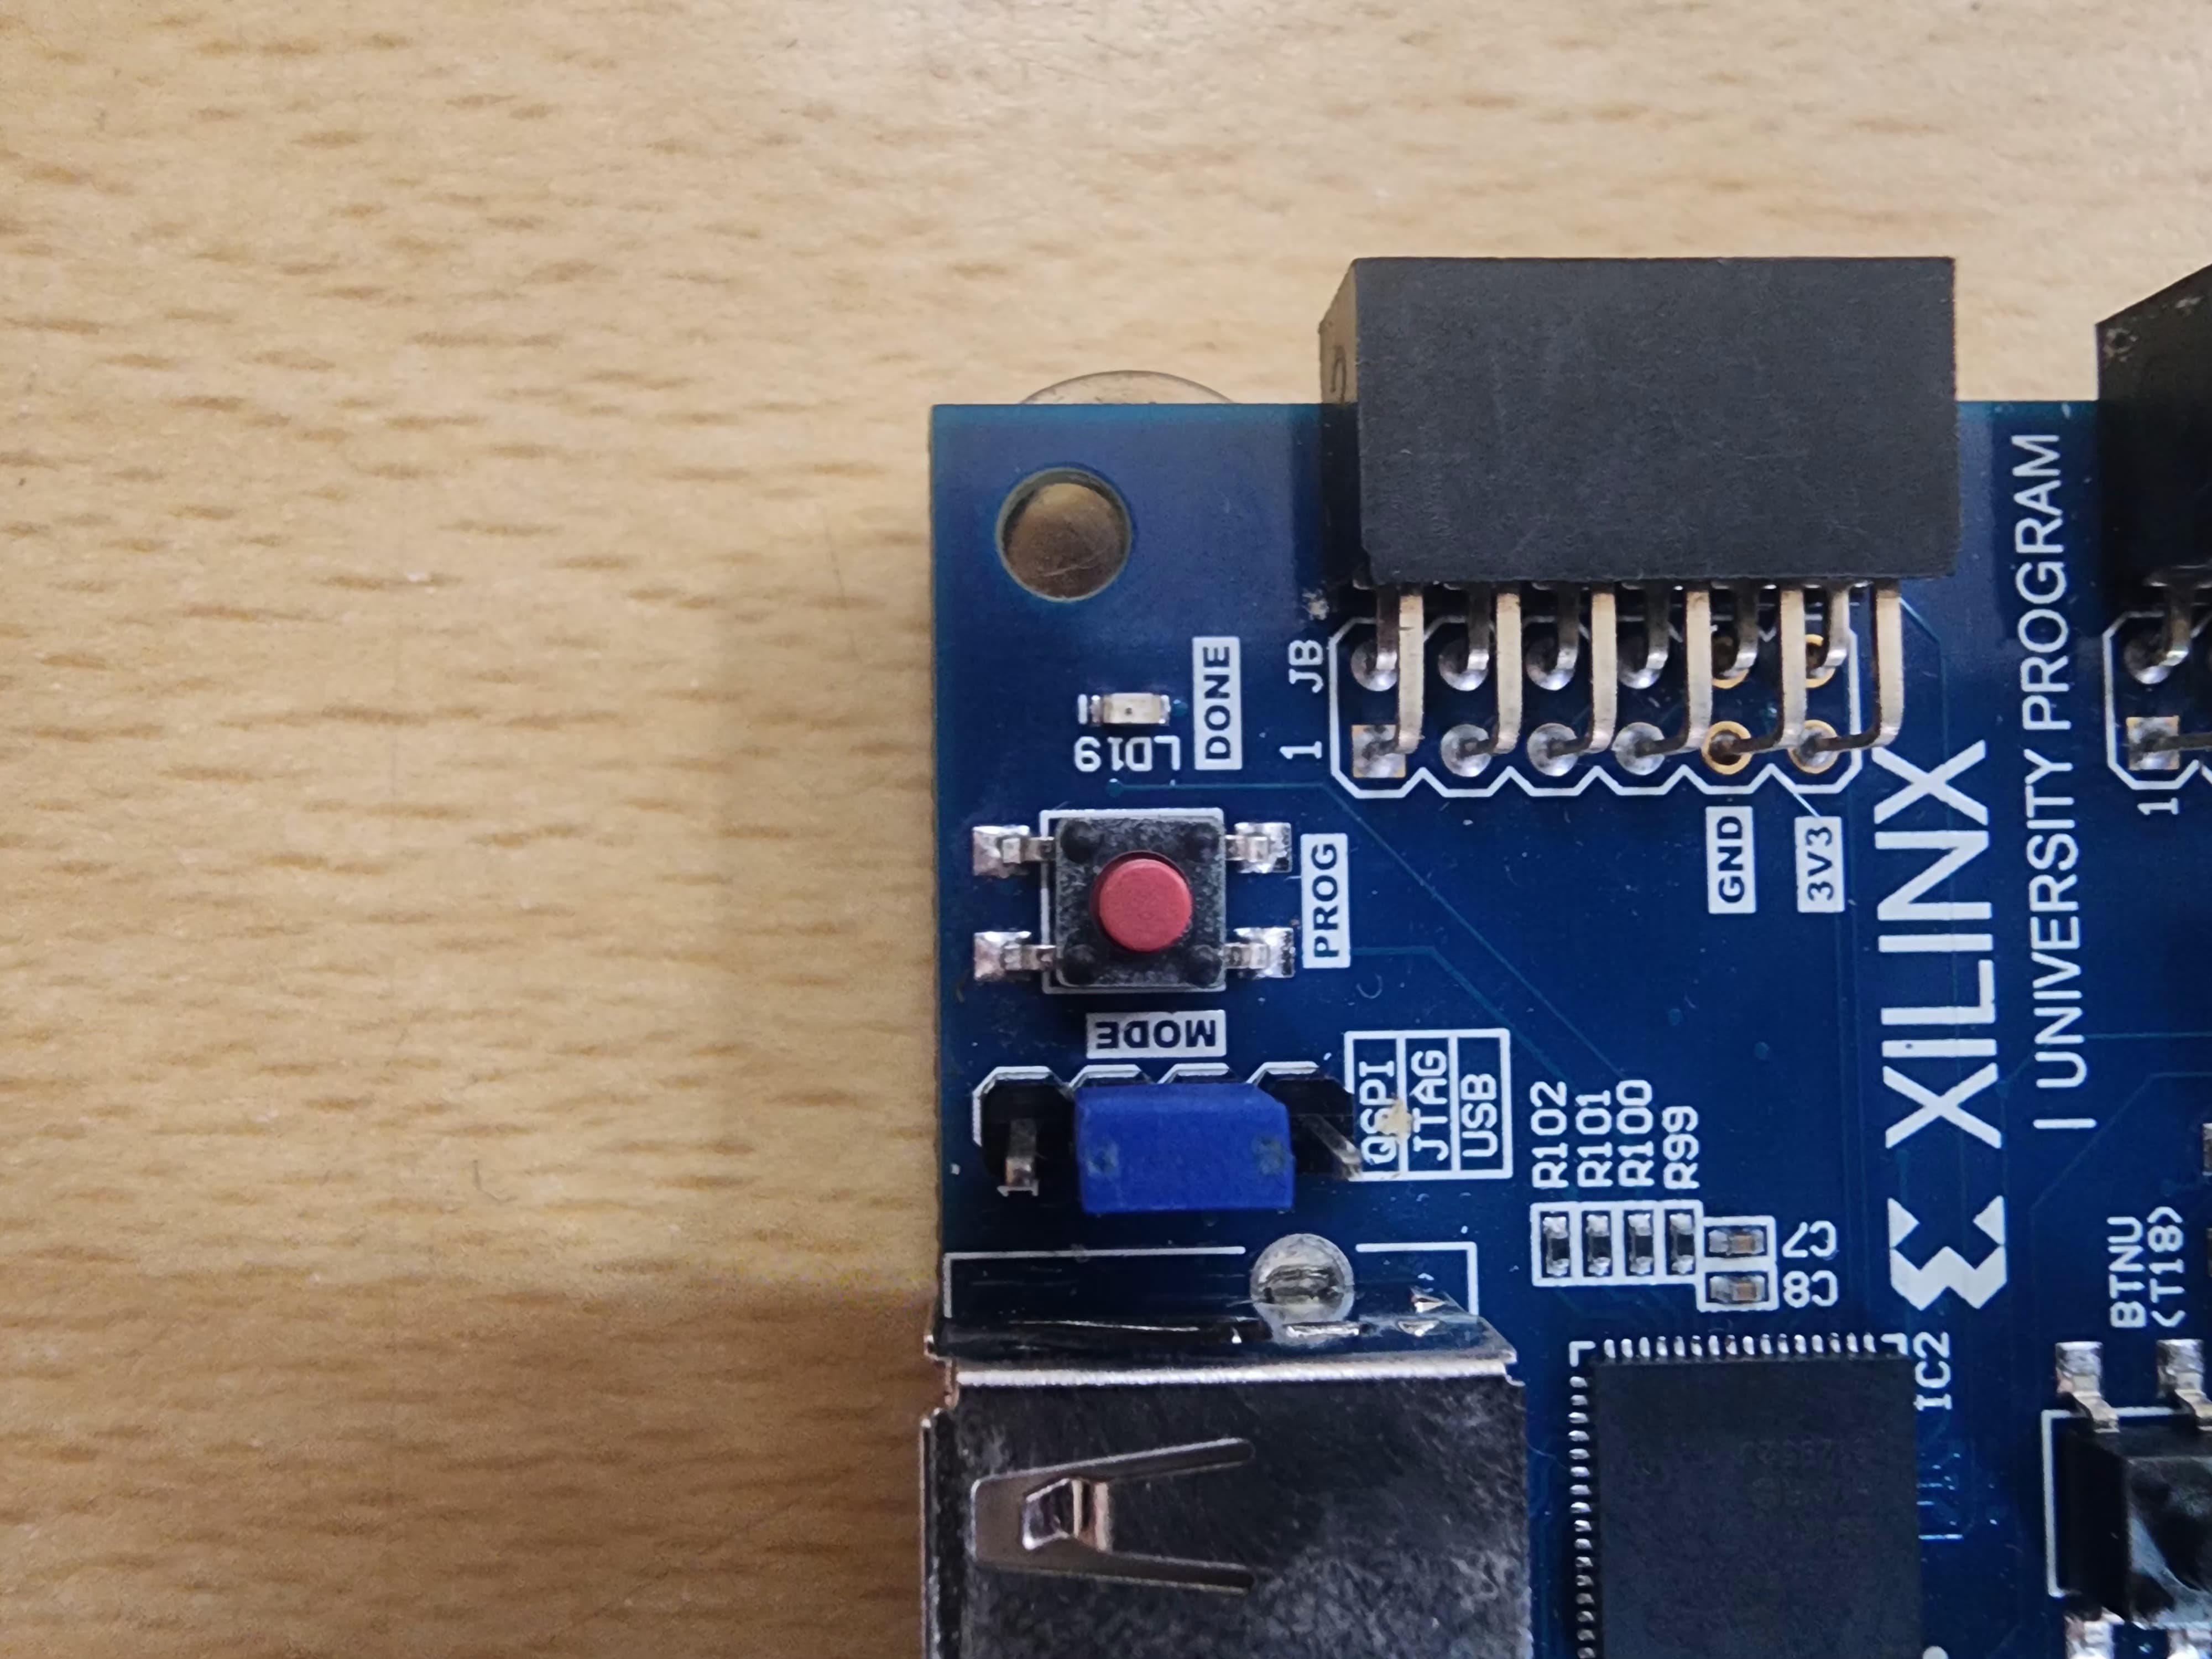 JB
1
DONE
LD19
GND
3V3
PROG
MODE
QSPI
JTAG
USB
R102
R101
R100
R99
C7
C8
XILINX
UNIVERSITY PROGRAM
1
BTNU
<T18>
IC2